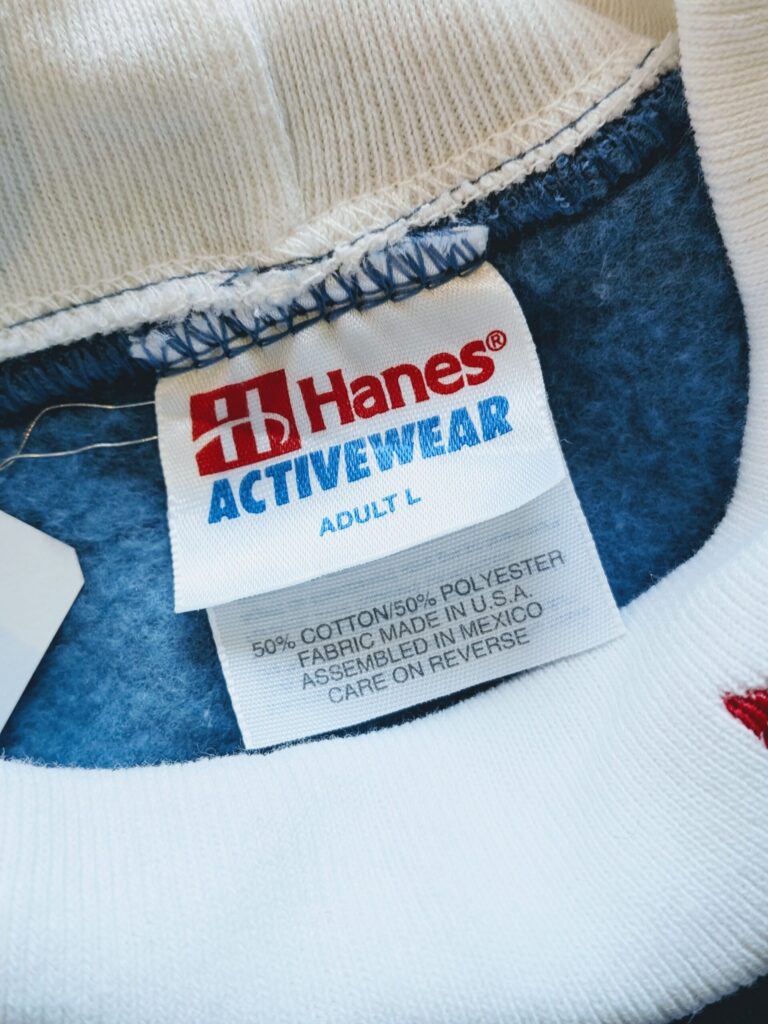 Hanes®
ACTIVEWEAR
ADULT L
50% COTTON/50% POLYESTER
FABRIC MADE IN U.S.A.
ASSEMBLED IN MEXICO
CARE ON REVERSE